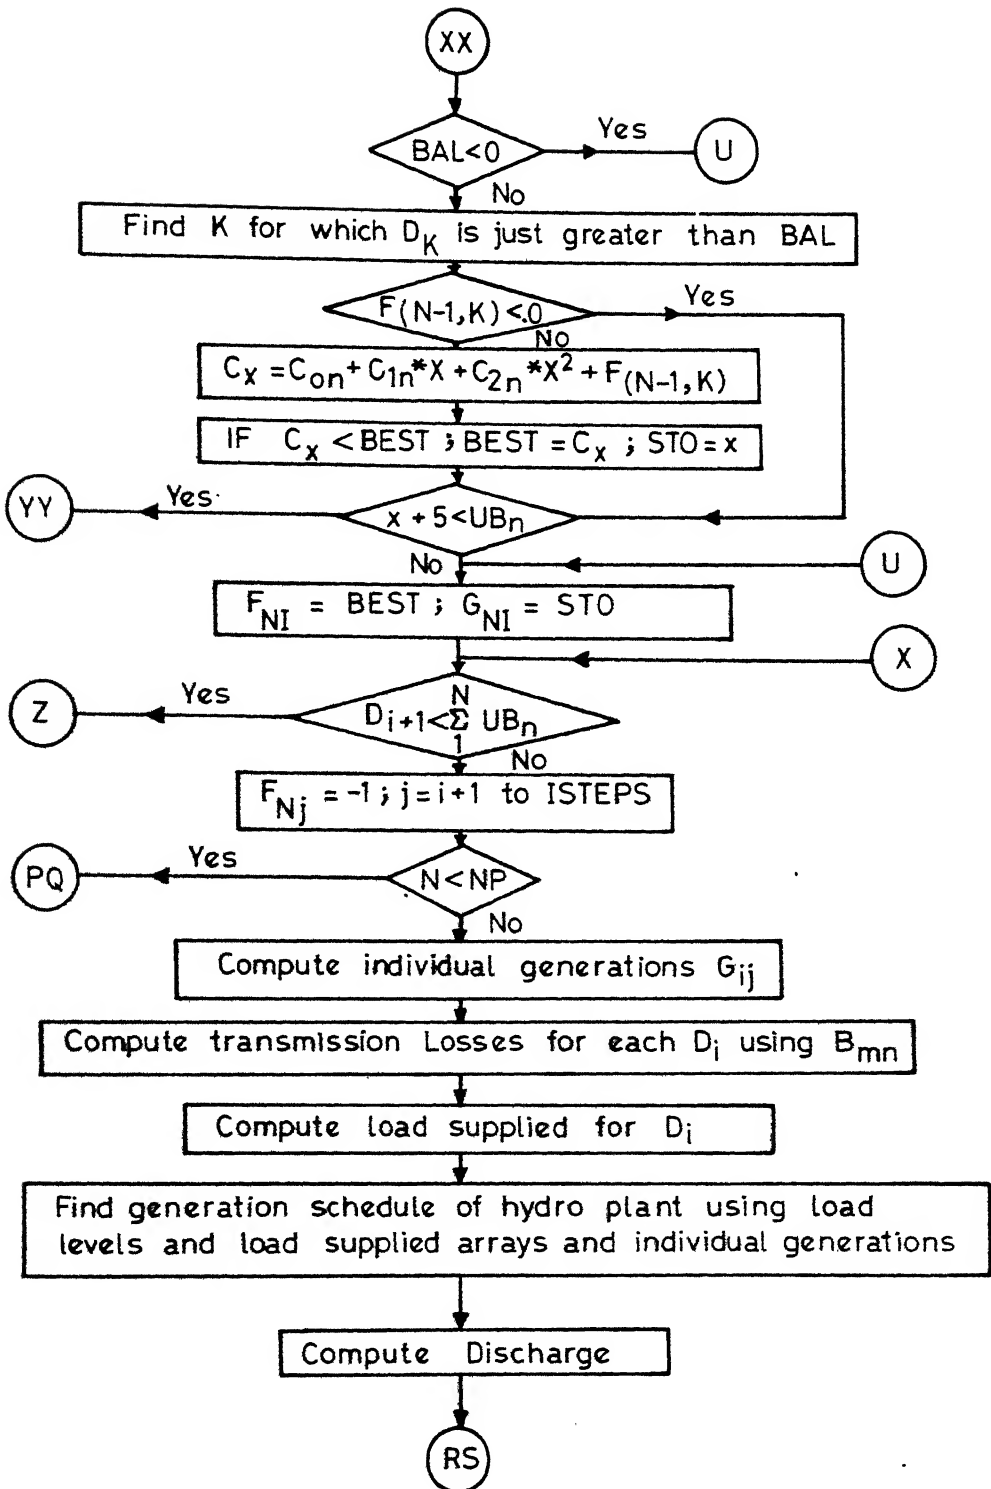 XX
BAL<0
Yes
U
No
Find K for which D_K is just greater than BAL
F(N-1,K)<.0
Yes
No
C_x = C_on + C_1n*X + C_2n*X² + F_(N-1,K)
IF C_x < BEST ; BEST = C_x ; STO = x
YY
Yes
x + 5 < UB_n
No
U
F_NI = BEST ; G_NI = STO
X
Z
Yes
D_i+1 < Σ_1^N UB_n
No
F_Nj = -1 ; j = i+1 to ISTEPS
PQ
Yes
N < NP
No
Compute individual generations G_ij
Compute transmission Losses for each D_i using B_mn
Compute load supplied for D_i
Find generation schedule of hydro plant using load
levels and load supplied arrays and individual generations
Compute Discharge
RS